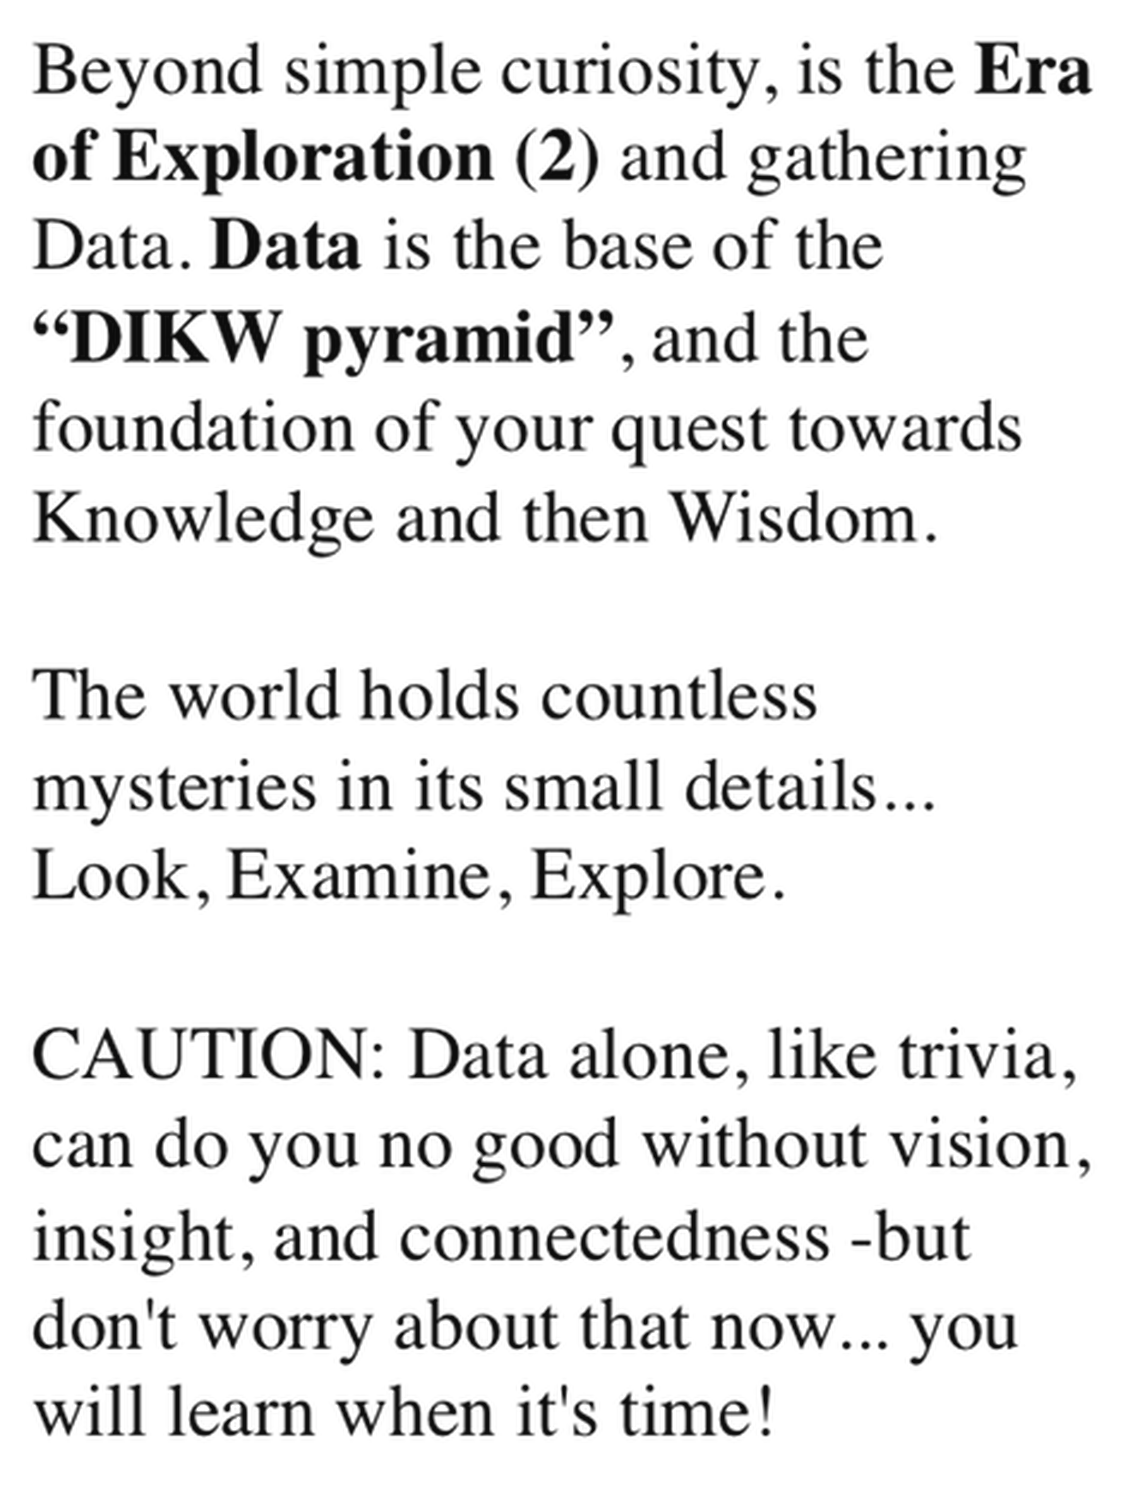 Beyond simple curiosity, is the Era
of Exploration (2) and gathering
Data. Data is the base of the
“DIKW pyramid”, and the
foundation of your quest towards
Knowledge and then Wisdom.
The world holds countless
mysteries in its small details...
Look, Examine, Explore.
CAUTION: Data alone, like trivia,
can do you no good without vision,
insight, and connectedness -but
don't worry about that now... you
will learn when it's time!